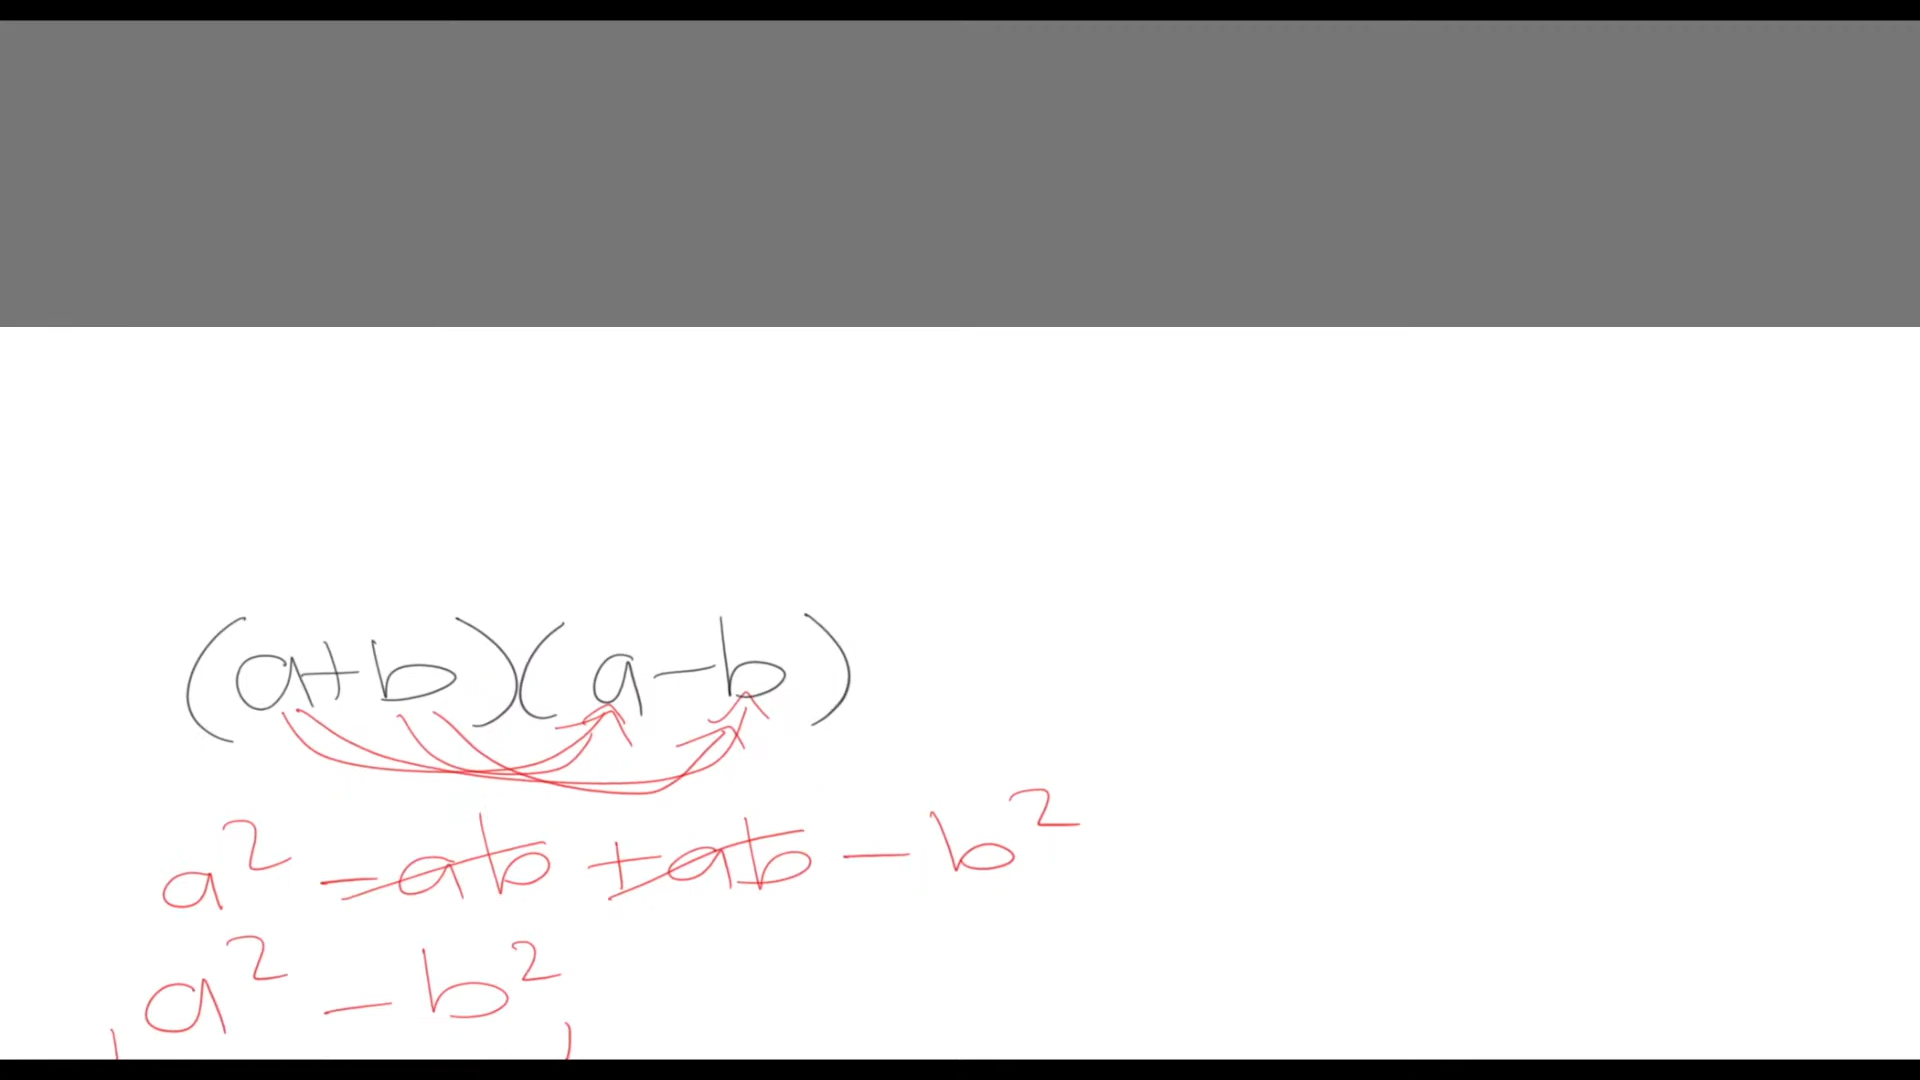 (a+b)(a-b)
a² - ab + ab - b²
a² - b²